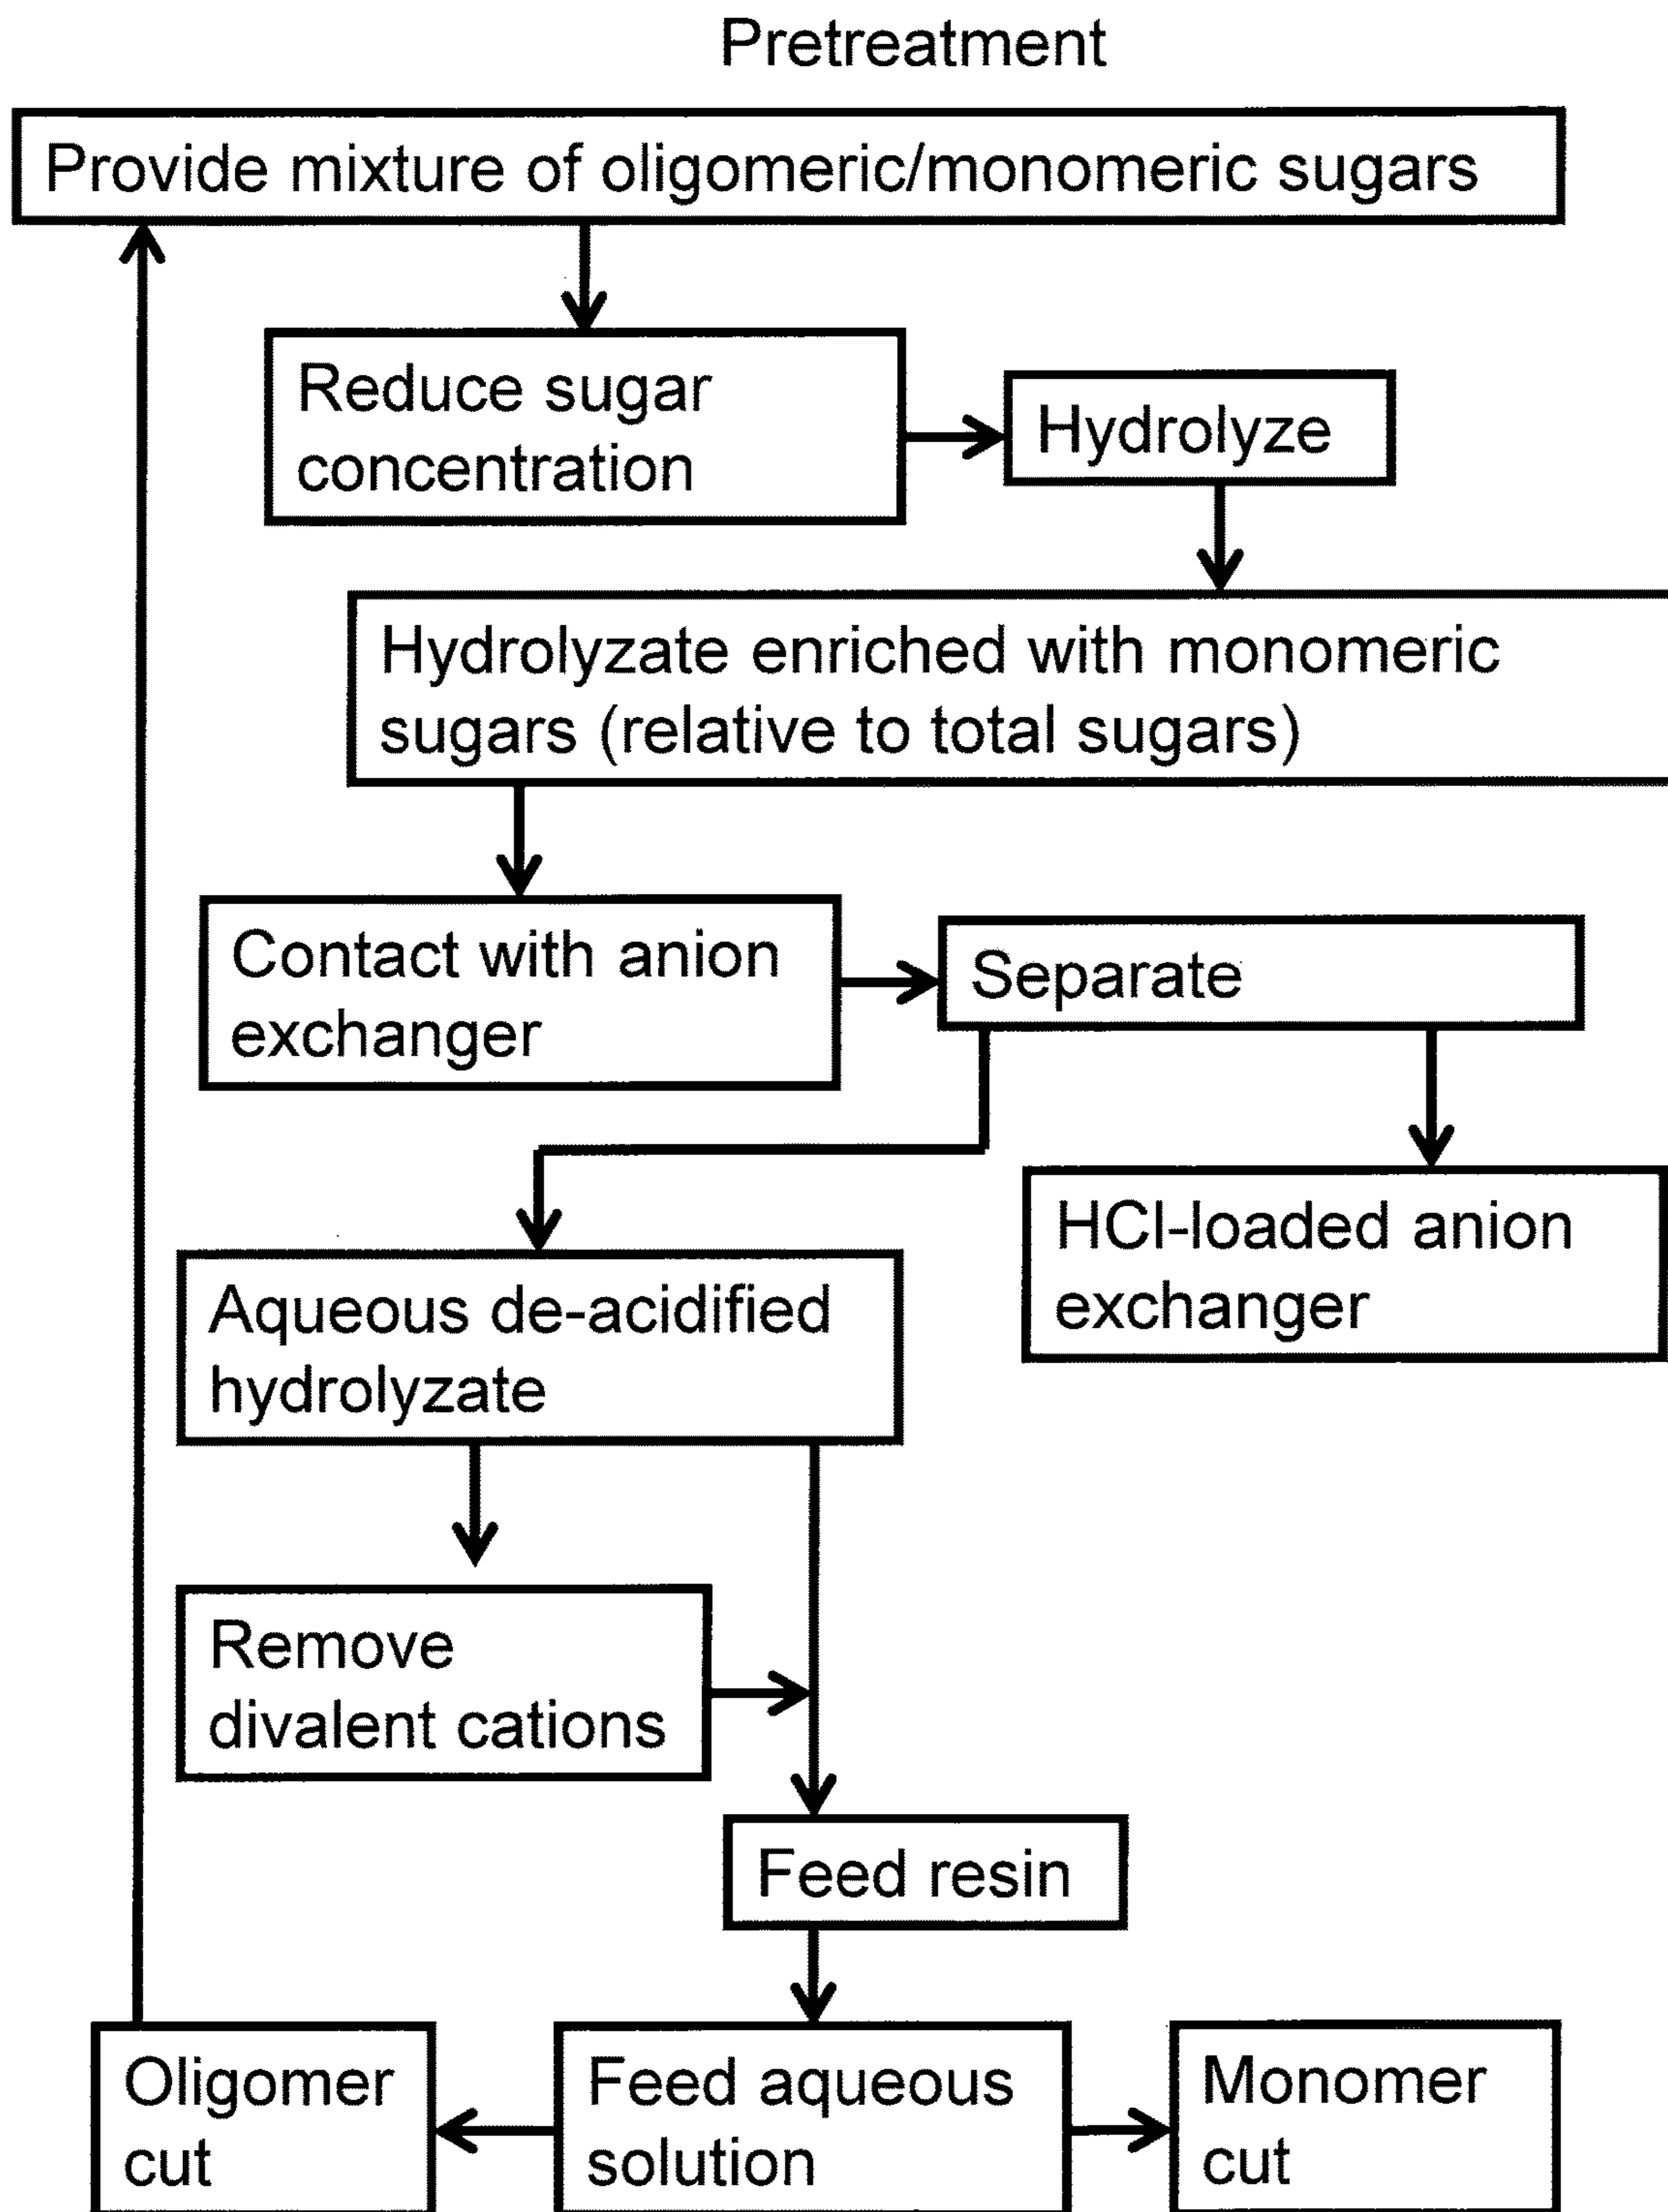 Pretreatment
Provide mixture of oligomeric/monomeric sugars
Reduce sugar
concentration
Hydrolyze
Hydrolyzate enriched with monomeric
sugars (relative to total sugars)
Contact with anion
exchanger
Separate
HCl-loaded anion
exchanger
Aqueous de-acidified
hydrolyzate
Remove
divalent cations
Feed resin
Oligomer
cut
Feed aqueous
solution
Monomer
cut